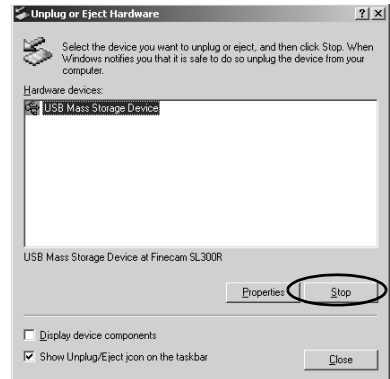 Unplug or Eject Hardware
Select the device you want to unplug or eject, and then click Stop. When
Windows notifies you that it is safe to do so unplug the device from your
computer.
Hardware devices:
USB Mass Storage Device
USB Mass Storage Device at Finecam SL300R
Properties
Stop
Display device components
Show Unplug/Eject icon on the taskbar
Close